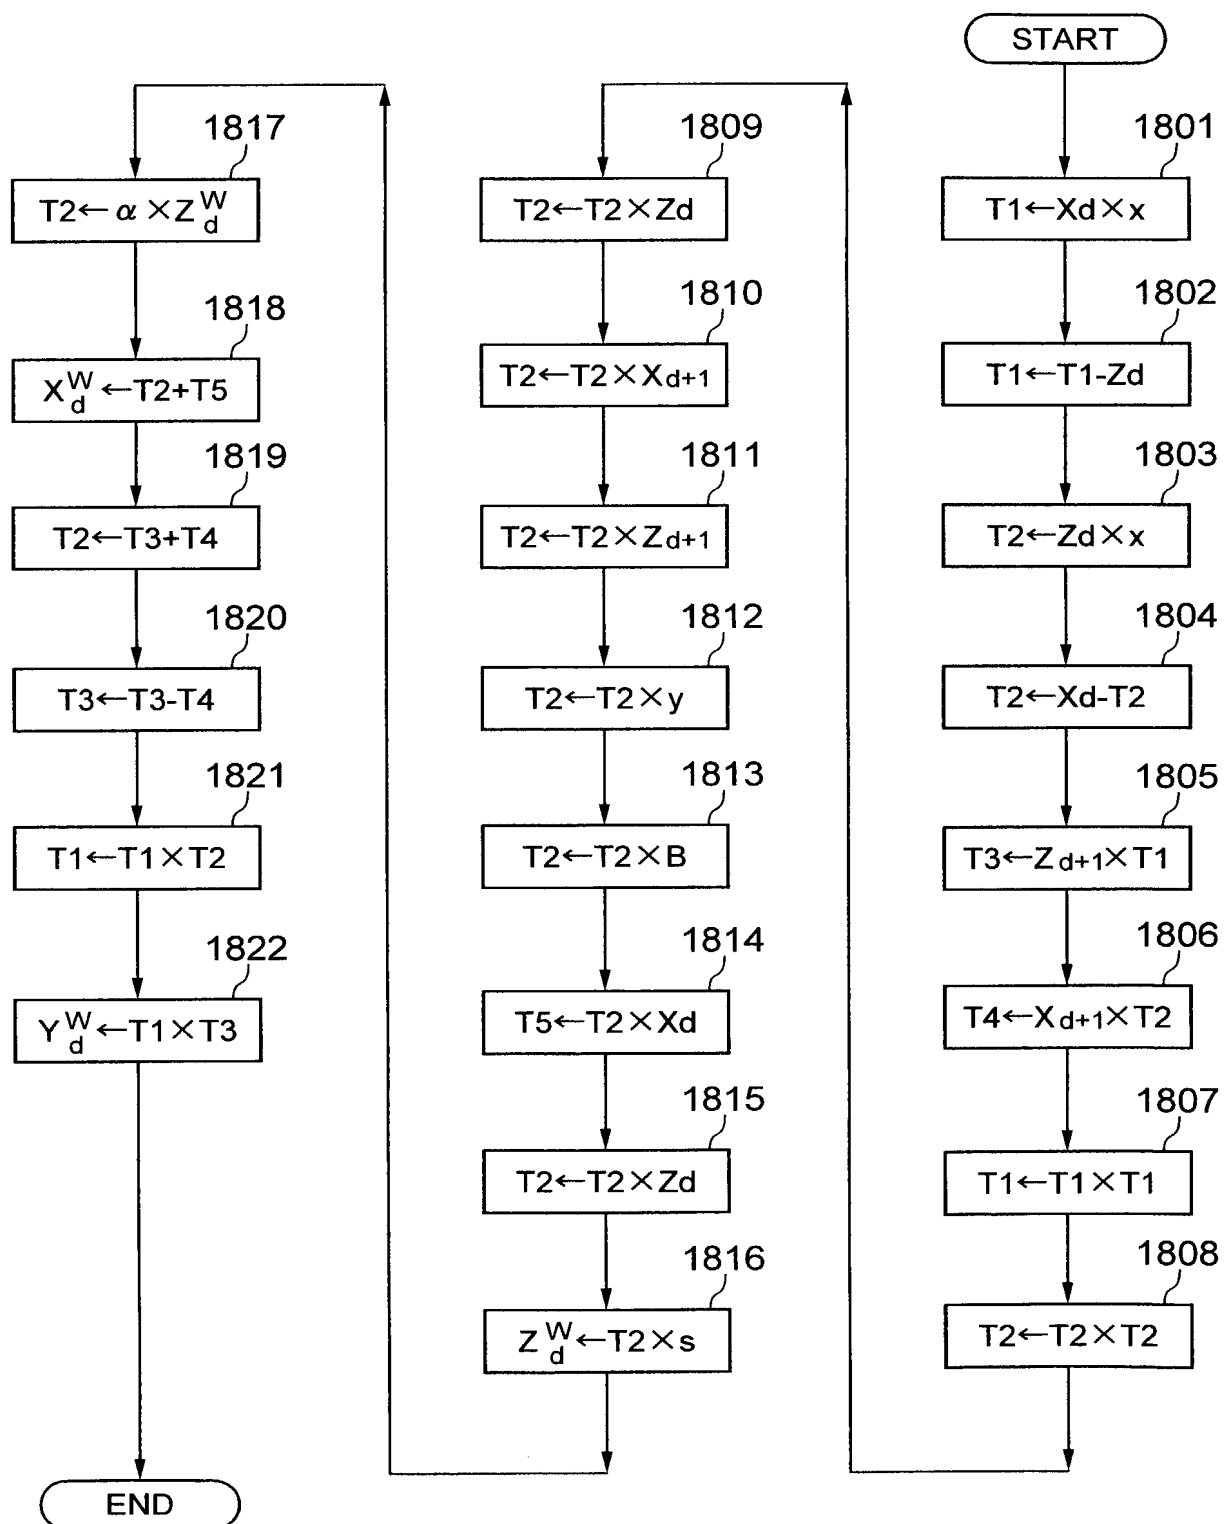 START
1801
T1←Xd×x
1802
T1←T1-Zd
1803
T2←Zd×x
1804
T2←Xd-T2
1805
T3←Zd+1×T1
1806
T4←Xd+1×T2
1807
T1←T1×T1
1808
T2←T2×T2
1809
T2←T2×Zd
1810
T2←T2×Xd+1
1811
T2←T2×Zd+1
1812
T2←T2×y
1813
T2←T2×B
1814
T5←T2×Xd
1815
T2←T2×Zd
1816
Z_d^W←T2×s
1817
T2←α×Z_d^W
1818
X_d^W←T2+T5
1819
T2←T3+T4
1820
T3←T3-T4
1821
T1←T1×T2
1822
Y_d^W←T1×T3
END